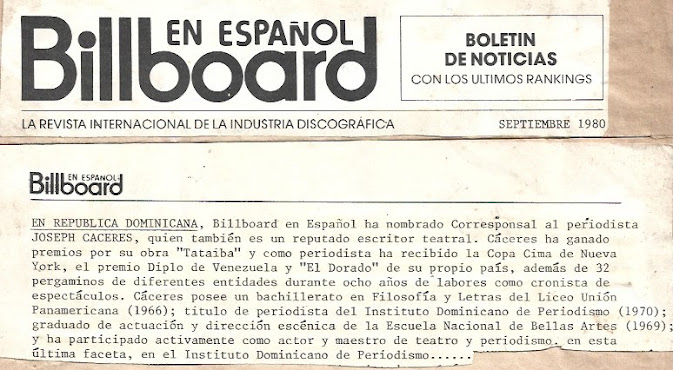 Billboard
EN ESPAÑOL
BOLETIN
DE NOTICIAS
CON LOS ULTIMOS RANKINGS
LA REVISTA INTERNACIONAL DE LA INDUSTRIA DISCOGRÁFICA
SEPTIEMBRE 1980
EN ESPAÑOL
Billboard
EN REPUBLICA DOMINICANA, Billboard en Español ha nombrado Corresponsal al periodista
JOSEPH CACERES, quien también es un reputado escritor teatral. Cáceres ha ganado
premios por su obra "Tataiba" y como periodista ha recibido la Copa Cima de Nueva
York, el premio Diplo de Venezuela y "El Dorado" de su propio país, además de 32
pergaminos de diferentes entidades durante ocho años de labores como cronista de
espectáculos. Cáceres posee un bachillerato en Filosofía y Letras del Liceo Unión
Panamericana (1966); titulo de periodista del Instituto Dominicano de Periodismo (1970);
graduado de actuación y dirección escénica de la Escuela Nacional de Bellas Artes (1969);
y ha participado activamente como actor y maestro de teatro y periodismo. en esta
última faceta, en el Instituto Dominicano de Periodismo......